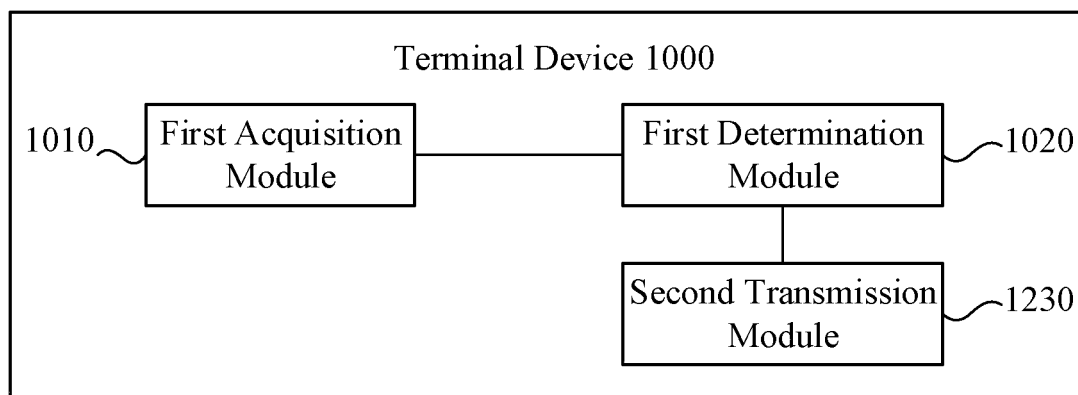 Terminal Device 1000
1010
First Acquisition
Module
First Determination
Module
1020
Second Transmission
Module
1230